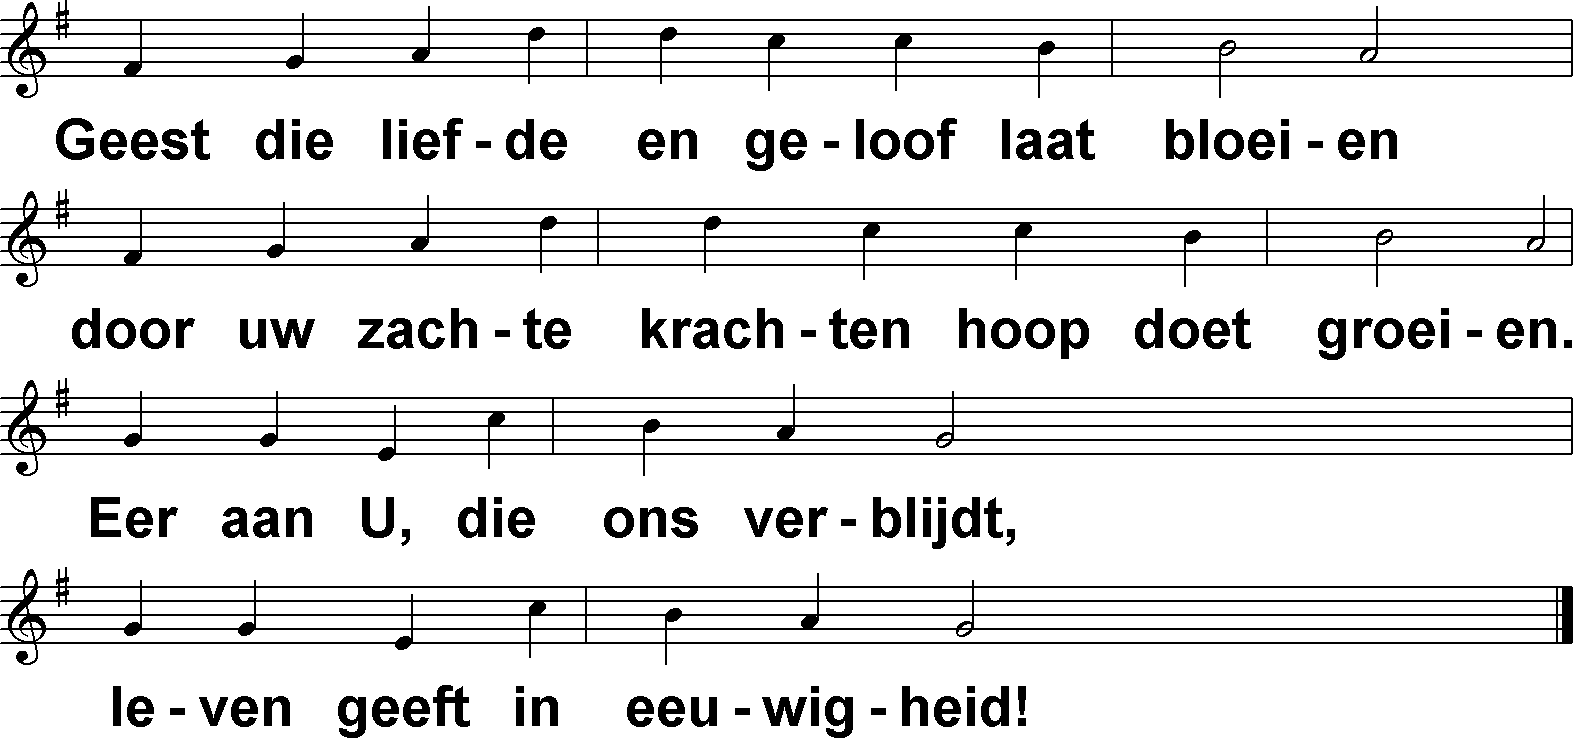 Geest die lief - de en ge - loof laat bloei - en
door uw zach - te krach - ten hoop doet groei - en.
Eer aan U, die ons ver - blijdt,
le - ven geeft in eeu - wig - heid!